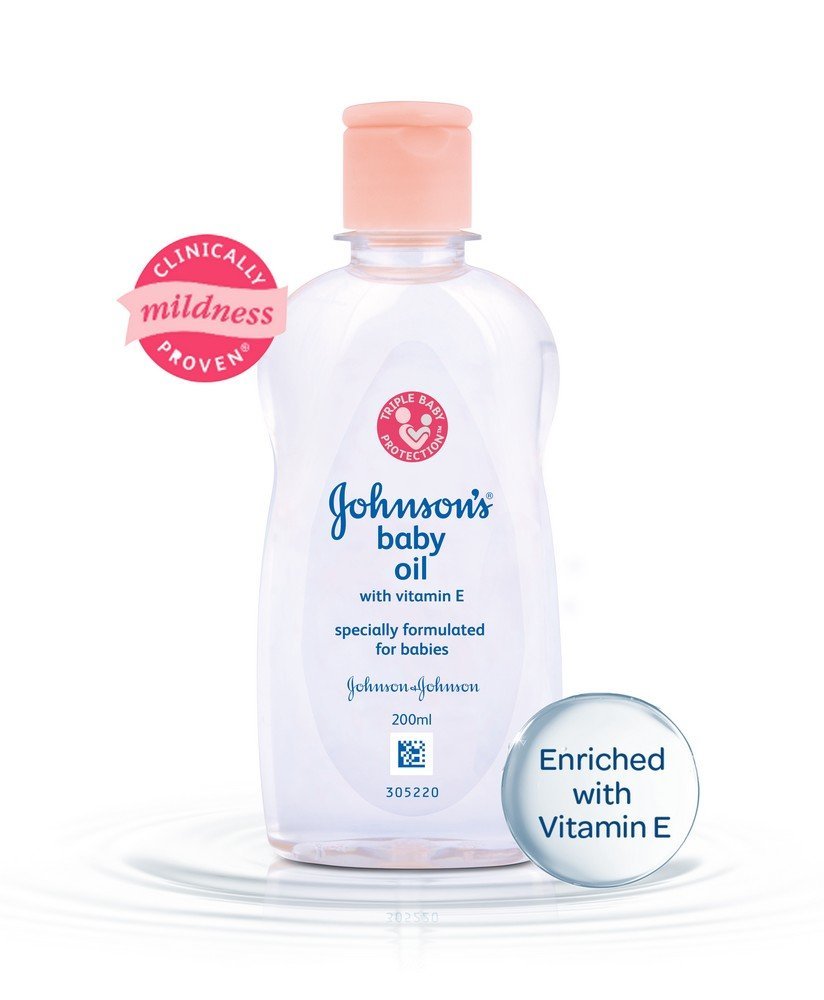 CLINICALLY
mildness
PROVEN®
TRIPLE BABY
PROTECTION™
Johnson's®
baby
oil
with vitamin E
specially formulated
for babies
Johnson & Johnson
200ml
305220
Enriched
with
Vitamin E
305220